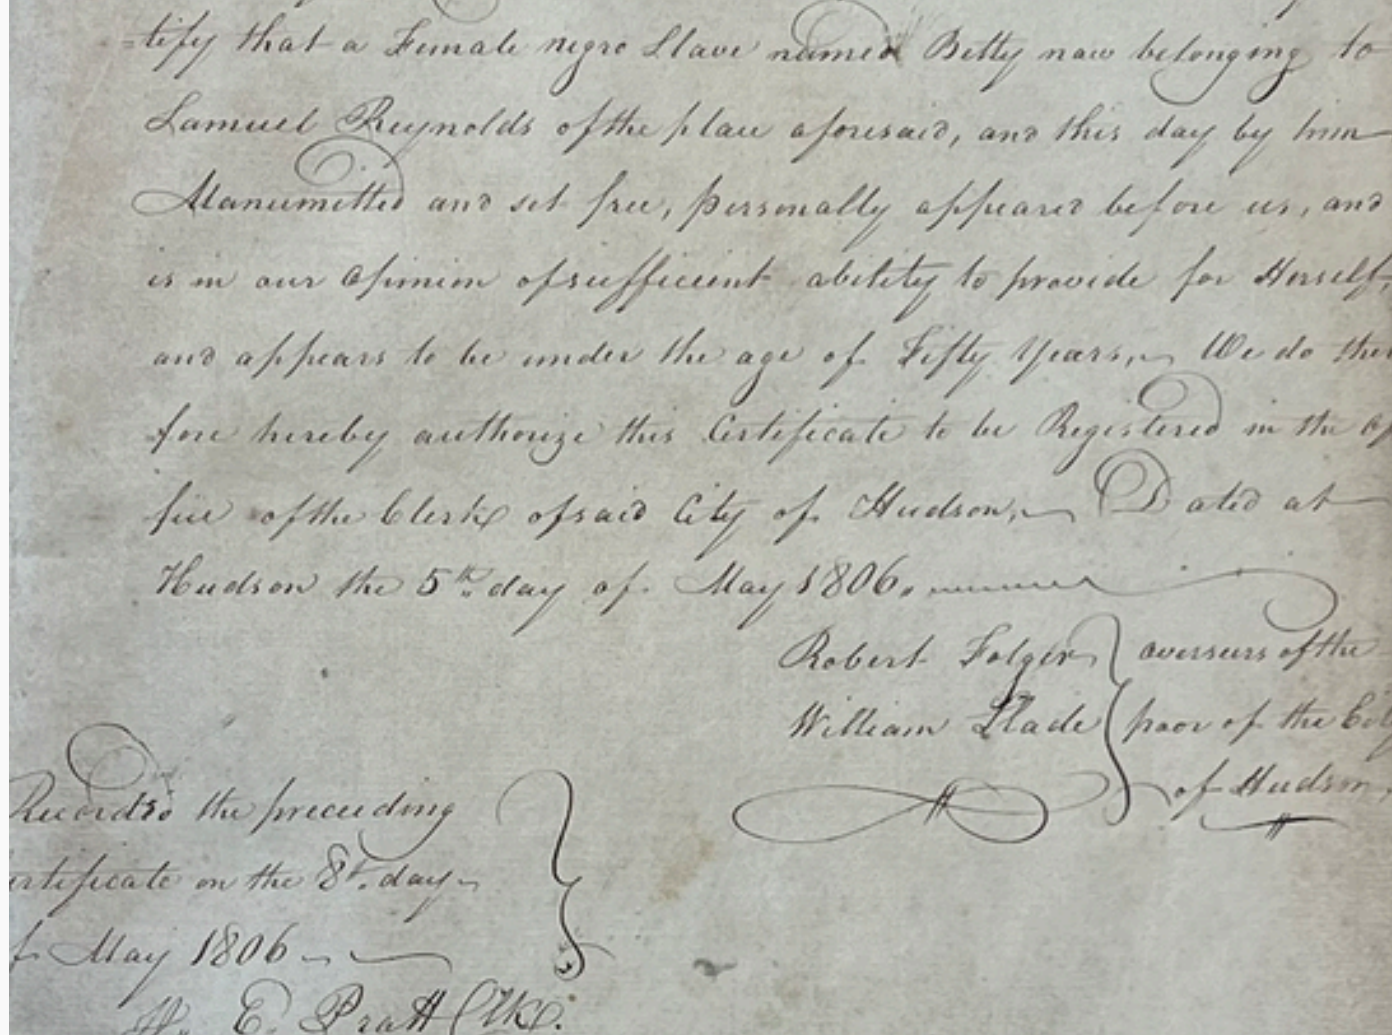 =tify that a Female negro Slave named Betty now belonging to
Samuel Reynolds of the place aforesaid, and this day by him
Manumitted and set free, personally appeared before us, and
is in our Opinion of sufficient ability to provide for Herself,
and appears to be under the age of Fifty Years, We do ther
fore hereby authorize this Certificate to be Registered in the Of
fice of the Clerk of said City of Hudson, Dated at
Hudson the 5th day of May 1806.
Robert Folger overseers of the
William Slade poor of the City
of Hudson,
Recorded the preceeding
ertificate on the 8th day
f May 1806
H. E. Pratt Clk.